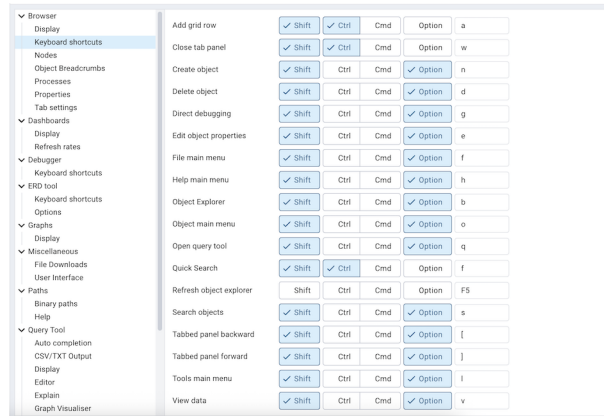 Browser
Display
Keyboard shortcuts
Nodes
Object Breadcrumbs
Processes
Properties
Tab settings
Dashboards
Display
Refresh rates
Debugger
Keyboard shortcuts
ERD tool
Keyboard shortcuts
Options
Graphs
Display
Miscellaneous
File Downloads
User Interface
Paths
Binary paths
Help
Query Tool
Auto completion
CSV/TXT Output
Display
Editor
Explain
Graph Visualiser
Add grid row Shift Ctrl Cmd Option a
Close tab panel Shift Ctrl Cmd Option w
Create object Shift Ctrl Cmd Option n
Delete object Shift Ctrl Cmd Option d
Direct debugging Shift Ctrl Cmd Option g
Edit object properties Shift Ctrl Cmd Option e
File main menu Shift Ctrl Cmd Option f
Help main menu Shift Ctrl Cmd Option h
Object Explorer Shift Ctrl Cmd Option b
Object main menu Shift Ctrl Cmd Option o
Open query tool Shift Ctrl Cmd Option q
Quick Search Shift Ctrl Cmd Option f
Refresh object explorer Shift Ctrl Cmd Option F5
Search objects Shift Ctrl Cmd Option s
Tabbed panel backward Shift Ctrl Cmd Option [
Tabbed panel forward Shift Ctrl Cmd Option ]
Tools main menu Shift Ctrl Cmd Option l
View data Shift Ctrl Cmd Option v